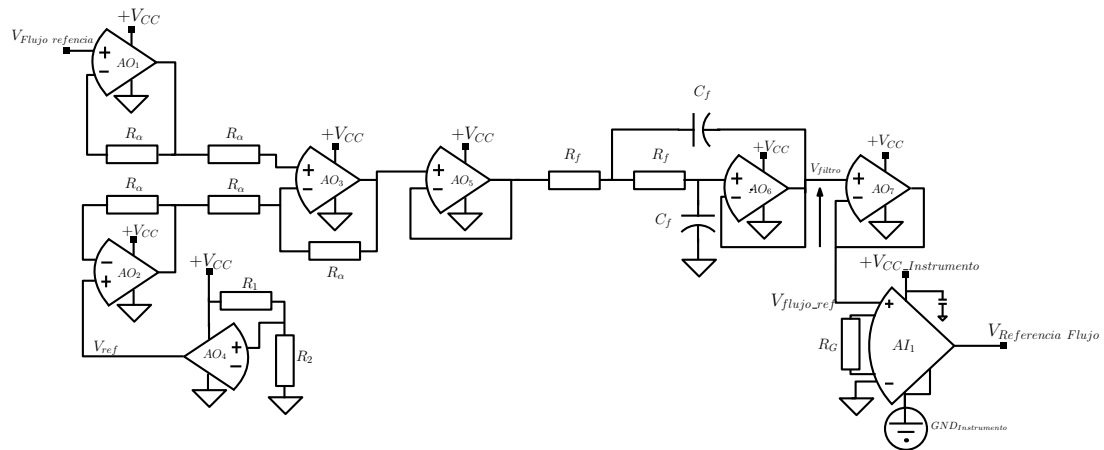 +V_CC
V_Flujo refencia
+
−
AO_1
R_α
R_α
+V_CC
+
−
AO_3
R_α
+V_CC
+
−
AO_5
R_f
R_f
C_f
C_f
+V_CC
+
−
AO_6
V_filtro
+V_CC
+
−
AO_7
R_α
R_α
+V_CC
−
+
AO_2
V_ref
+V_CC
R_1
R_2
AO_4
+
−
+V_CC_Instrumento
V_flujo_ref
R_G
+
−
AI_1
V_Referencia Flujo
GND_Instrumento